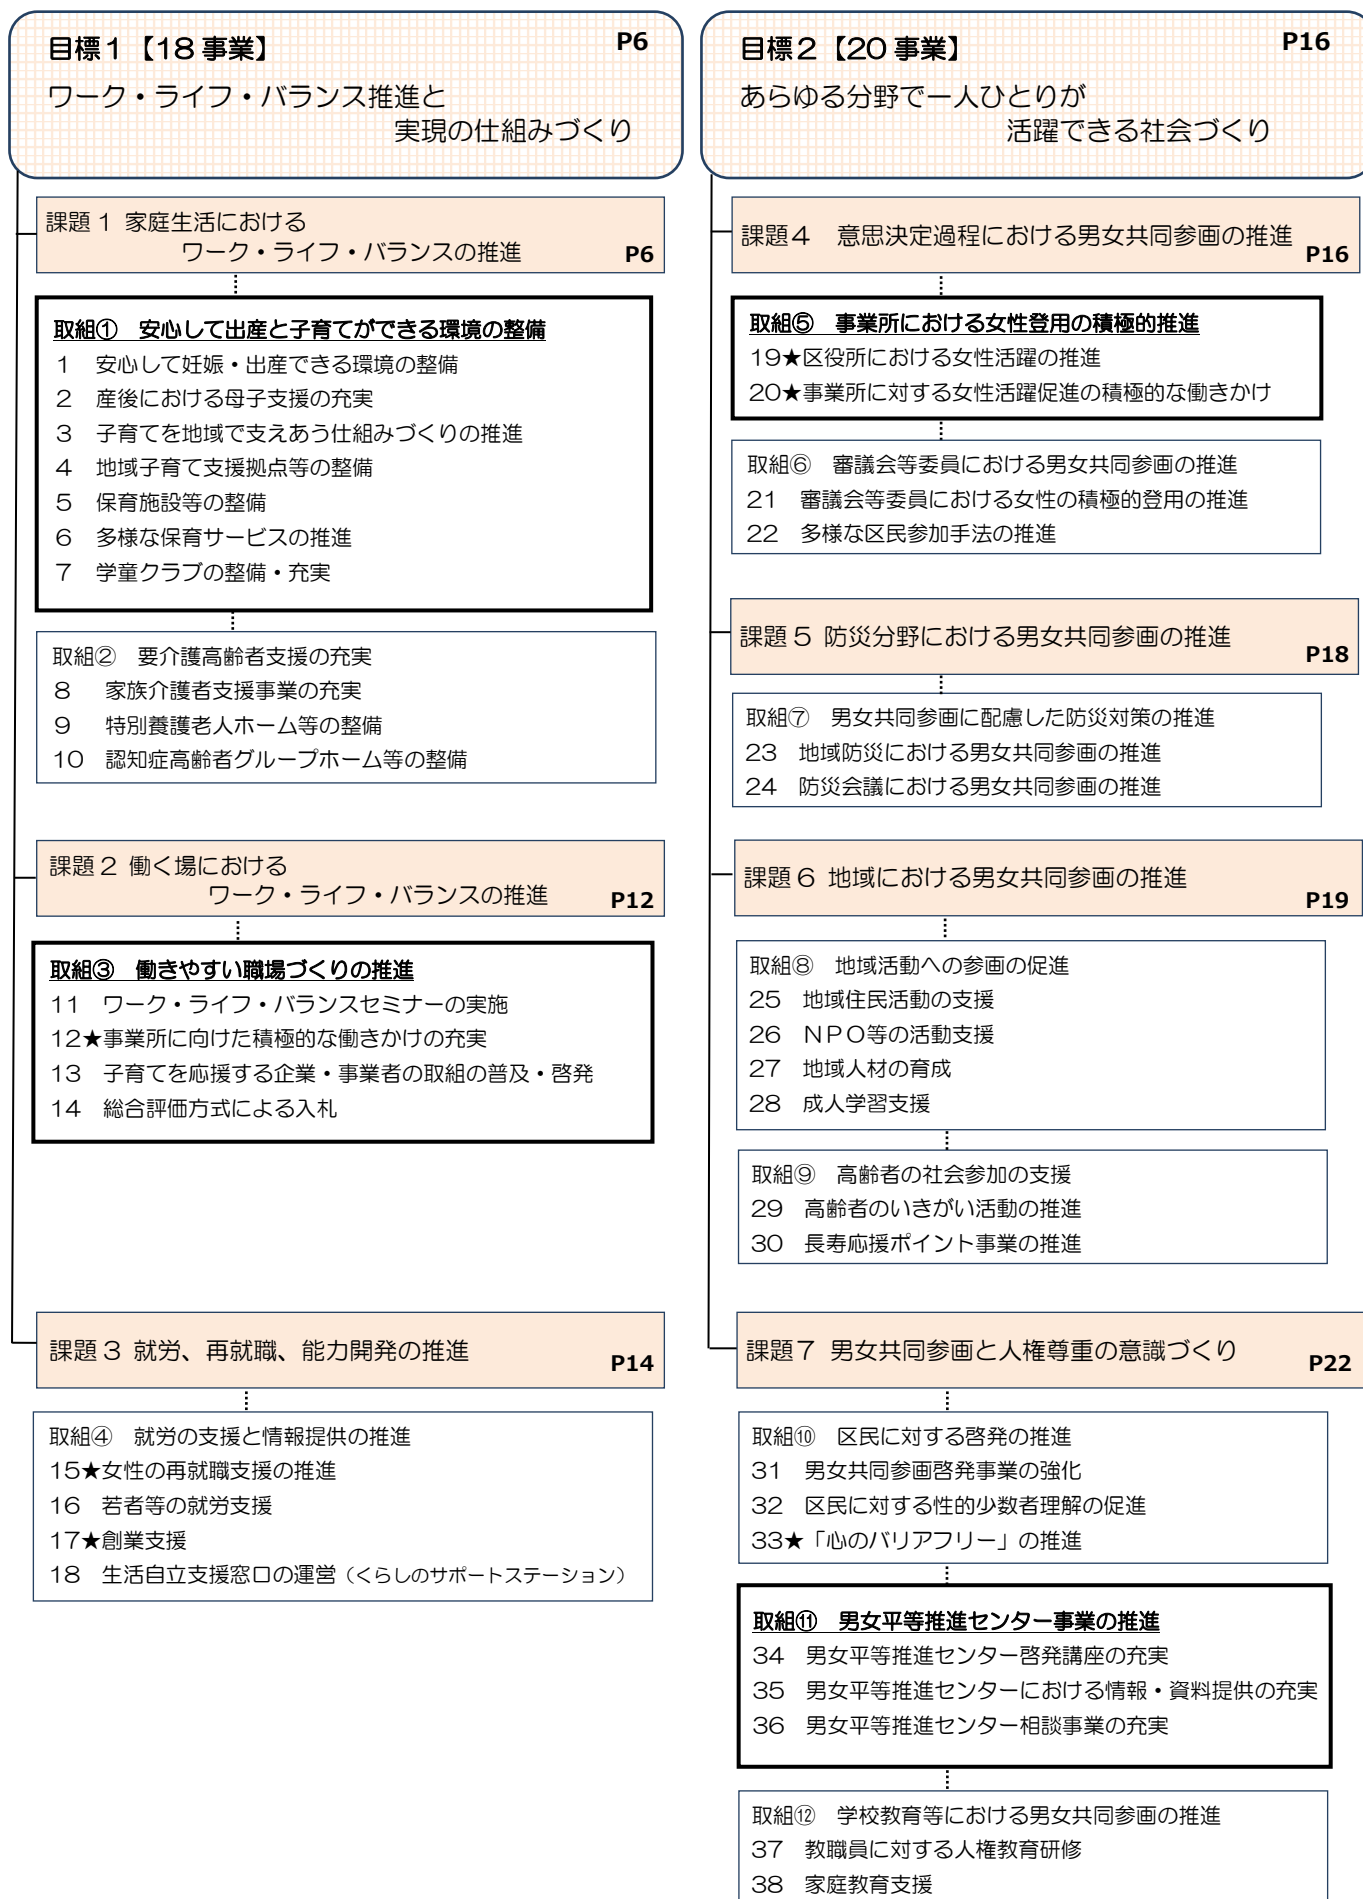 目標１【18事業】 P6
ワーク・ライフ・バランス推進と
実現の仕組みづくり
課題１ 家庭生活における
ワーク・ライフ・バランスの推進 P6
取組① 安心して出産と子育てができる環境の整備
1 安心して妊娠・出産できる環境の整備
2 産後における母子支援の充実
3 子育てを地域で支えあう仕組みづくりの推進
4 地域子育て支援拠点等の整備
5 保育施設等の整備
6 多様な保育サービスの推進
7 学童クラブの整備・充実
取組② 要介護高齢者支援の充実
8 家族介護者支援事業の充実
9 特別養護老人ホーム等の整備
10 認知症高齢者グループホーム等の整備
課題２ 働く場における
ワーク・ライフ・バランスの推進 P12
取組③ 働きやすい職場づくりの推進
11 ワーク・ライフ・バランスセミナーの実施
12★事業所に向けた積極的な働きかけの充実
13 子育てを応援する企業・事業者の取組の普及・啓発
14 総合評価方式による入札
課題３ 就労、再就職、能力開発の推進 P14
取組④ 就労の支援と情報提供の推進
15★女性の再就職支援の推進
16 若者等の就労支援
17★創業支援
18 生活自立支援窓口の運営（くらしのサポートステーション）
目標２【20事業】 P16
あらゆる分野で一人ひとりが
活躍できる社会づくり
課題４ 意思決定過程における男女共同参画の推進 P16
取組⑤ 事業所における女性登用の積極的推進
19★区役所における女性活躍の推進
20★事業所に対する女性活躍促進の積極的な働きかけ
取組⑥ 審議会等委員における男女共同参画の推進
21 審議会等委員における女性の積極的登用の推進
22 多様な区民参加手法の推進
課題５ 防災分野における男女共同参画の推進 P18
取組⑦ 男女共同参画に配慮した防災対策の推進
23 地域防災における男女共同参画の推進
24 防災会議における男女共同参画の推進
課題６ 地域における男女共同参画の推進 P19
取組⑧ 地域活動への参画の促進
25 地域住民活動の支援
26 ＮＰＯ等の活動支援
27 地域人材の育成
28 成人学習支援
取組⑨ 高齢者の社会参加の支援
29 高齢者のいきがい活動の推進
30 長寿応援ポイント事業の推進
課題７ 男女共同参画と人権尊重の意識づくり P22
取組⑩ 区民に対する啓発の推進
31 男女共同参画啓発事業の強化
32 区民に対する性的少数者理解の促進
33★「心のバリアフリー」の推進
取組⑪ 男女平等推進センター事業の推進
34 男女平等推進センター啓発講座の充実
35 男女平等推進センターにおける情報・資料提供の充実
36 男女平等推進センター相談事業の充実
取組⑫ 学校教育等における男女共同参画の推進
37 教職員に対する人権教育研修
38 家庭教育支援